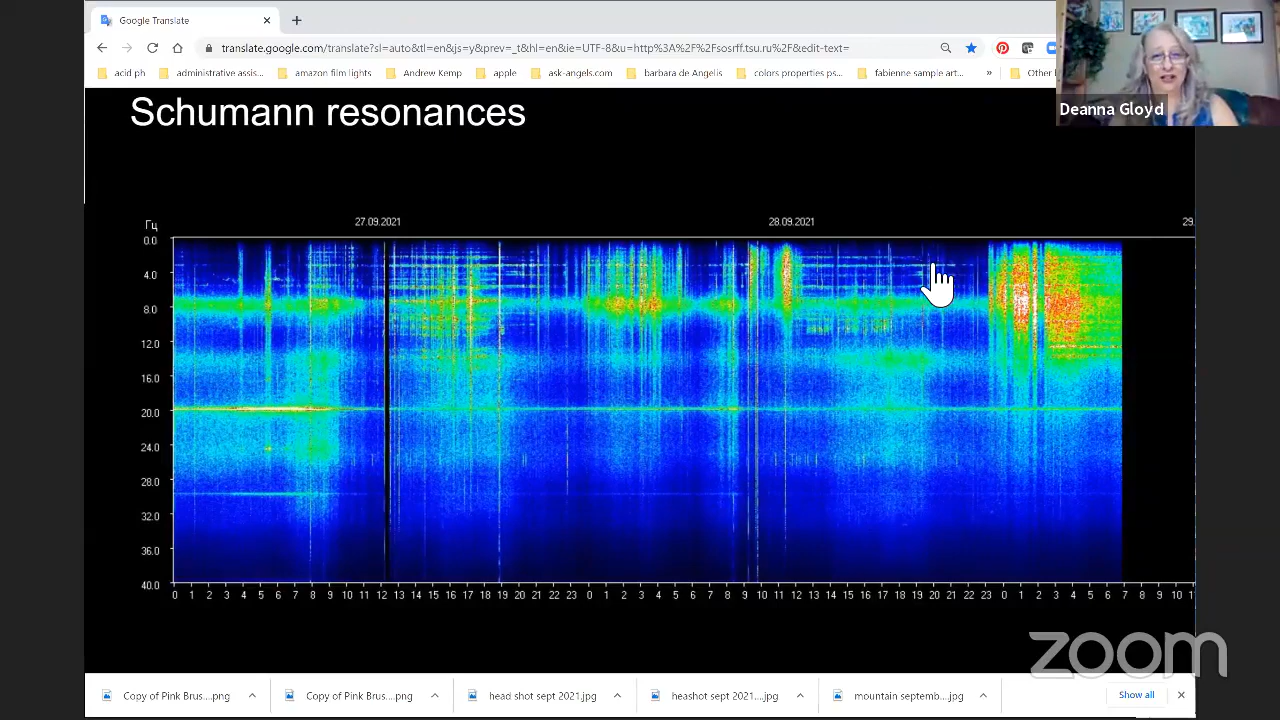 Google Translate
translate.google.com/translate?sl=auto&tl=en&js=y&prev=_t&hl=en&ie=UTF-8&u=http%3A%2F%2Fsosrff.tsu.ru%2F&edit-text=
acid ph
administrative assis...
amazon film lights
Andrew Kemp
apple
ask-angels.com
barbara de Angelis
colors properties ps...
fabienne sample art...
»
Other
Deanna Gloyd
Schumann resonances
27.09.2021 28.09.2021 29.
Гц
0.0
4.0
8.0
12.0
16.0
20.0
24.0
28.0
32.0
36.0
40.0
0 1 2 3 4 5 6 7 8 9 10 11 12 13 14 15 16 17 18 19 20 21 22 23 0 1 2 3 4 5 6 7 8 9 10 11 12 13 14 15 16 17 18 19 20 21 22 23 0 1 2 3 4 5 6 7 8 9 10 1
zoom
Copy of Pink Brus....png
Copy of Pink Brus....png
head shot sept 2021.jpg
heashot sept 2021....jpg
mountain septemb....jpg
Show all